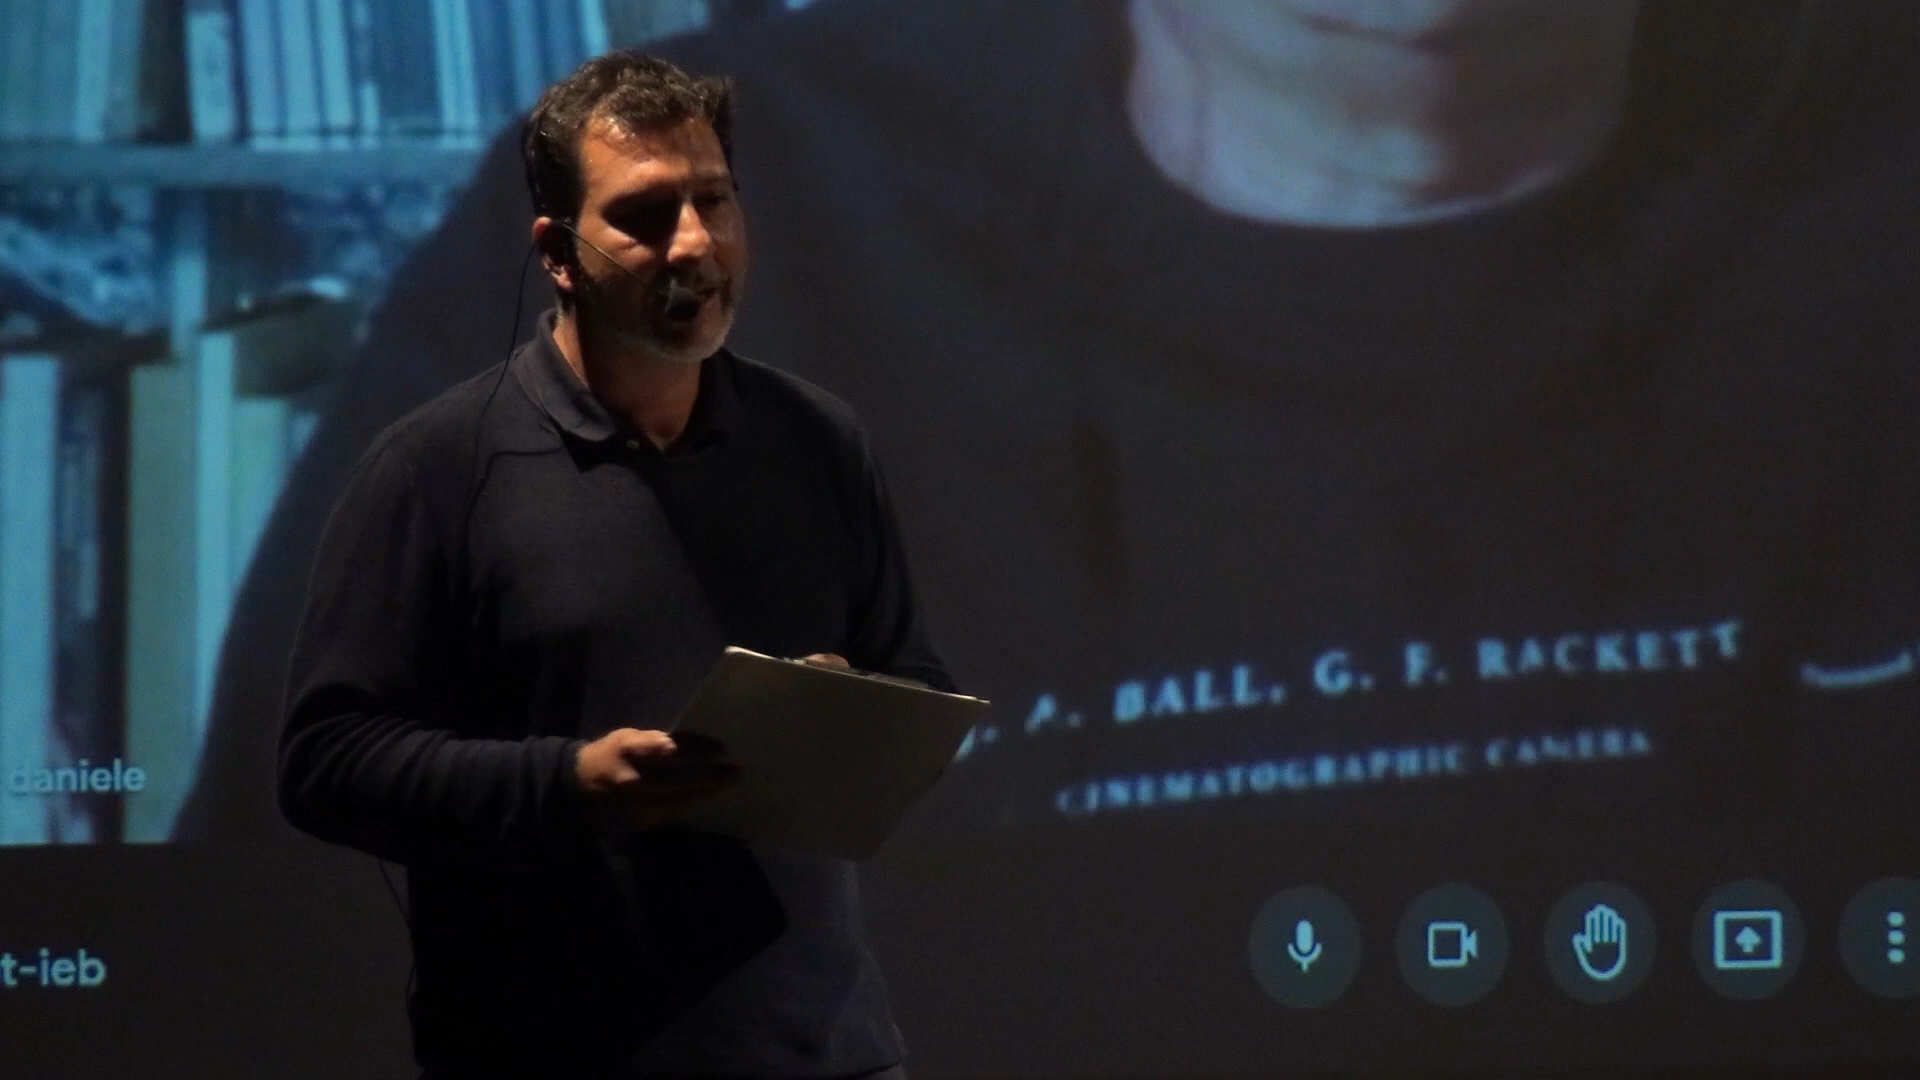 A. BALL, G. F. RACKETT
CINEMATOGRAPHIC CAMERA
daniele
t-ieb